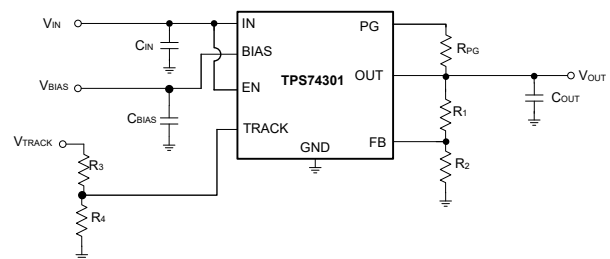 VIN
CIN
VBIAS
CBIAS
VTRACK
R3
R4
IN
BIAS
EN
TRACK
TPS74301
GND
PG
OUT
FB
RPG
R1
R2
COUT
VOUT